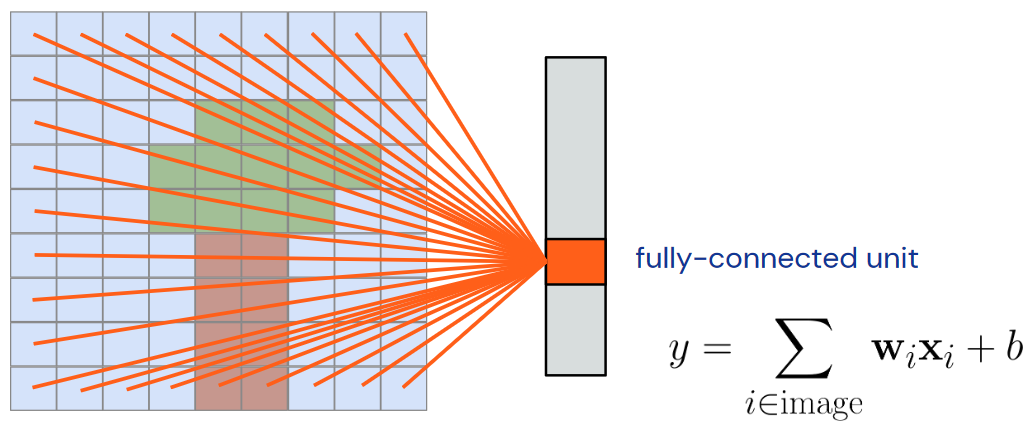 fully-connected unit
y = ∑ w_i x_i + b
i∈image